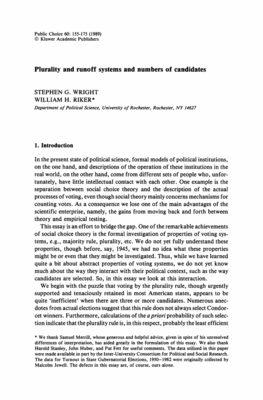 Public Choice 60: 155-175 (1989)
© Kluwer Academic Publishers
Plurality and runoff systems and numbers of candidates
STEPHEN G. WRIGHT
WILLIAM H. RIKER*
Department of Political Science, University of Rochester, Rochester, NY 14627
1. Introduction
In the present state of political science, formal models of political institutions,
on the one hand, and descriptions of the operation of these institutions in the
real world, on the other hand, come from different sets of people who, unfor-
tunately, have little intellectual contact with each other. One example is the
separation between social choice theory and the description of the actual
processes of voting, even though social theory mainly concerns mechanisms for
counting votes. As a consequence we lose one of the main advantages of the
scientific enterprise, namely, the gains from moving back and forth between
theory and empirical testing.
This essay is an effort to bridge the gap. One of the remarkable achievements
of social choice theory is the formal investigation of properties of voting sys-
tems, e.g., majority rule, plurality, etc. We do not yet fully understand these
properties, though before, say, 1945, we had no idea what these properties
might be or even that they might be investigated. Thus, while we have learned
quite a bit about abstract properties of voting systems, we do not yet know
much about the way they interact with their political context, such as the way
candidates are selected. So, in this essay we look at this interaction.
We begin with the puzzle that voting by the plurality rule, though urgently
supported and tenaciously retained in most American states, appears to be
quite 'inefficient' when there are three or more candidates. Numerous anec-
dotes from actual elections suggest that this rule does not always select Condor-
cet winners. Furthermore, calculations of the a priori probability of such selec-
tion indicate that the plurality rule is, in this respect, probably the least efficient
* We thank Samuel Merrill, whose generous and helpful advice, given in spite of his unresolved
differences of interpretation, has aided greatly in the formulation of this essay. We also thank
Harold Stanley, John Huber, and Pat Fett for useful comments. The data utilized in this paper
were made available in part by the Inter-University Consortium for Political and Social Research.
The data for Turnout in State Gubernatorial Elections, 1950-1982 were originally collected by
Malcolm Jewell. The defects in this essay are, of course, ours alone.